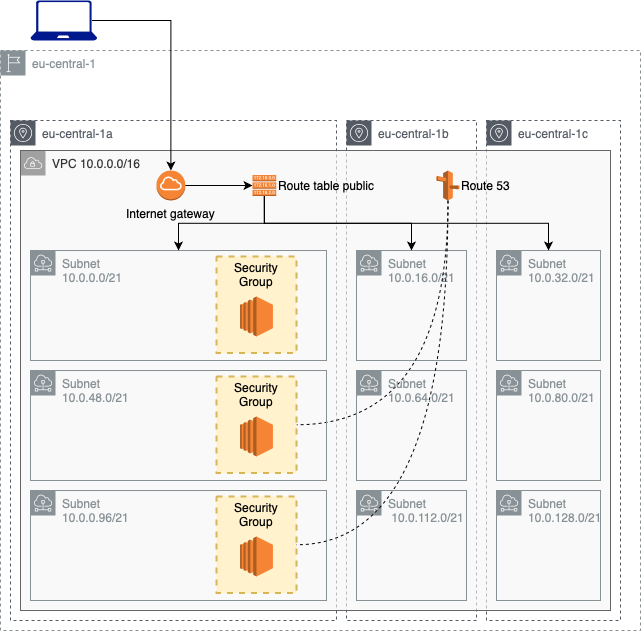 eu-central-1
eu-central-1a
eu-central-1b
eu-central-1c
VPC 10.0.0.0/16
Route table public
Route 53
Internet gateway
Subnet
10.0.0.0/21
Security
Group
Subnet
10.0.16.0/21
Subnet
10.0.32.0/21
Subnet
10.0.48.0/21
Security
Group
Subnet
10.0.64.0/21
Subnet
10.0.80.0/21
Subnet
10.0.0.96/21
Security
Group
Subnet
10.0.112.0/21
Subnet
10.0.128.0/21